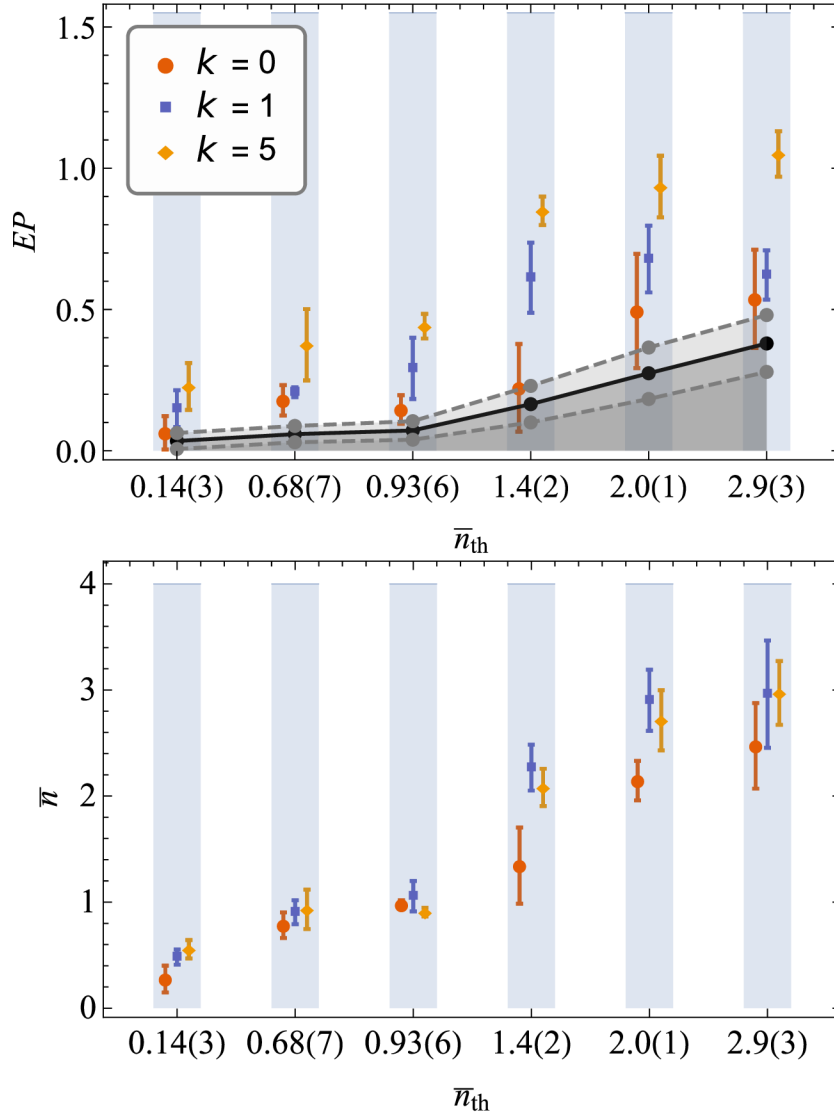 1.5
k = 0
k = 1
k = 5
1.0
EP
0.5
0.0
0.14(3) 0.68(7) 0.93(6) 1.4(2) 2.0(1) 2.9(3)
n̅th
4
3
n̅
2
1
0
0.14(3) 0.68(7) 0.93(6) 1.4(2) 2.0(1) 2.9(3)
n̅th